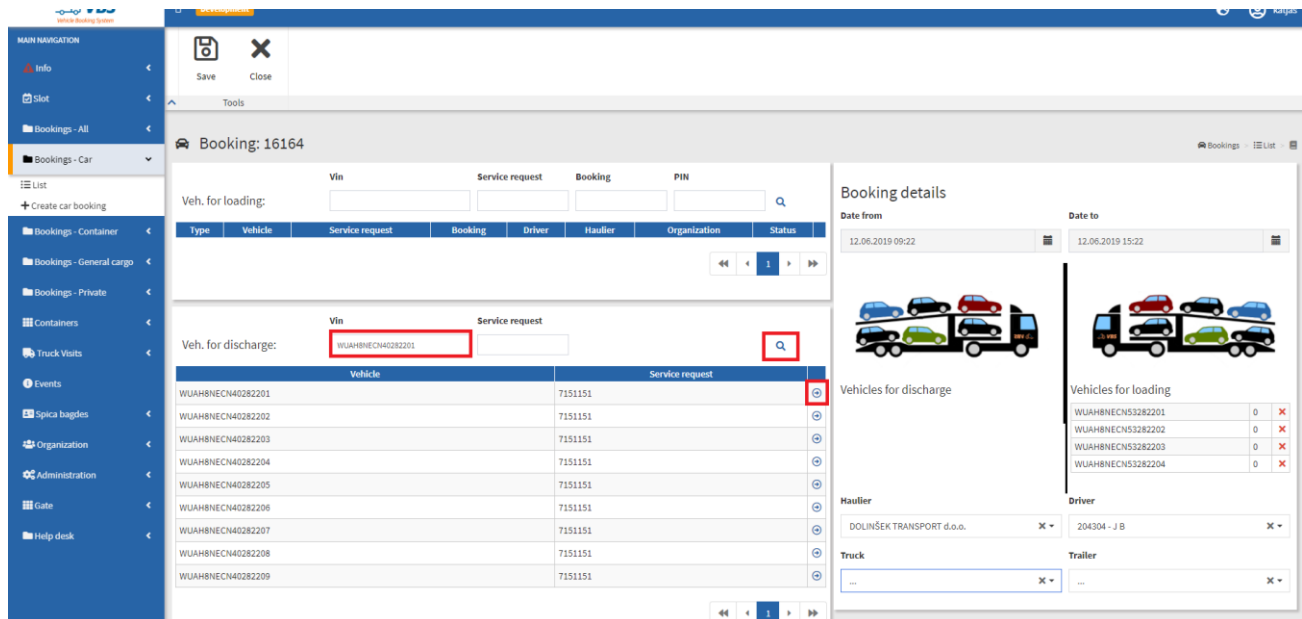 VBS
Vehicle Booking System
Development
katjas
MAIN NAVIGATION
Info
Slot
Bookings - All
Bookings - Car
List
Create car booking
Bookings - Container
Bookings - General cargo
Bookings - Private
Containers
Truck Visits
Events
Spica bagdes
Organization
Administration
Gate
Help desk
Save Close
Tools
Booking: 16164
Bookings List
Vin Service request Booking PIN
Veh. for loading:
Type Vehicle Service request Booking Driver Haulier Organization Status
1
Vin Service request
Veh. for discharge: WUAH8NECN40282201
Vehicle Service request
WUAH8NECN40282201 7151151
WUAH8NECN40282202 7151151
WUAH8NECN40282203 7151151
WUAH8NECN40282204 7151151
WUAH8NECN40282205 7151151
WUAH8NECN40282206 7151151
WUAH8NECN40282207 7151151
WUAH8NECN40282208 7151151
WUAH8NECN40282209 7151151
1
Booking details
Date from Date to
12.06.2019 09:22 12.06.2019 15:22
Vehicles for discharge Vehicles for loading
WUAH8NECN53282201 0
WUAH8NECN53282202 0
WUAH8NECN53282203 0
WUAH8NECN53282204 0
Haulier Driver
DOLINŠEK TRANSPORT d.o.o. 204304 - J B
Truck Trailer
... ...